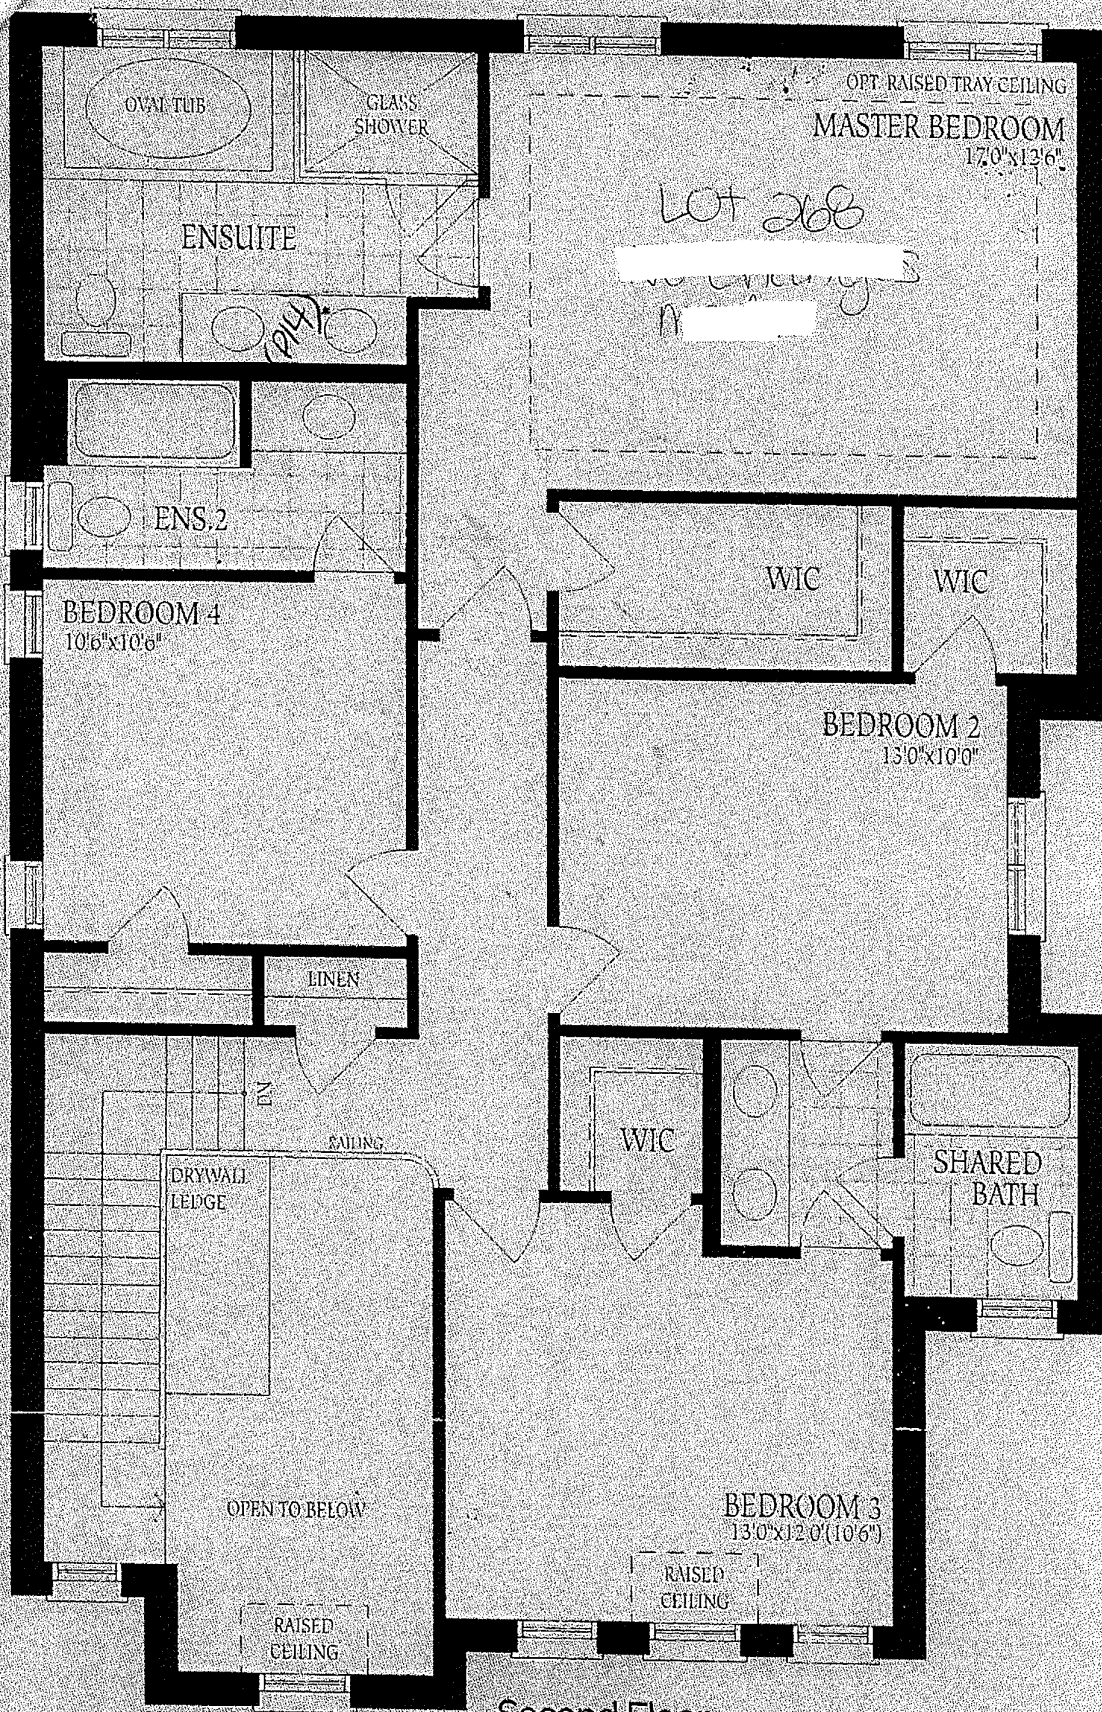 OVAL TUB
GLASS
SHOWER
OPT. RAISED TRAY CEILING
MASTER BEDROOM
17'0"x12'6"
LOT 268
ENSUITE
(P14)
ENS.2
WIC
WIC
BEDROOM 4
10'6"x10'6"
BEDROOM 2
13'0"x10'0"
LINEN
DN
RAILING
DRYWALL
LEDGE
WIC
SHARED
BATH
OPEN TO BELOW
BEDROOM 3
13'0"x12'0"(10'6")
RAISED
CEILING
RAISED
CEILING
Second Floor